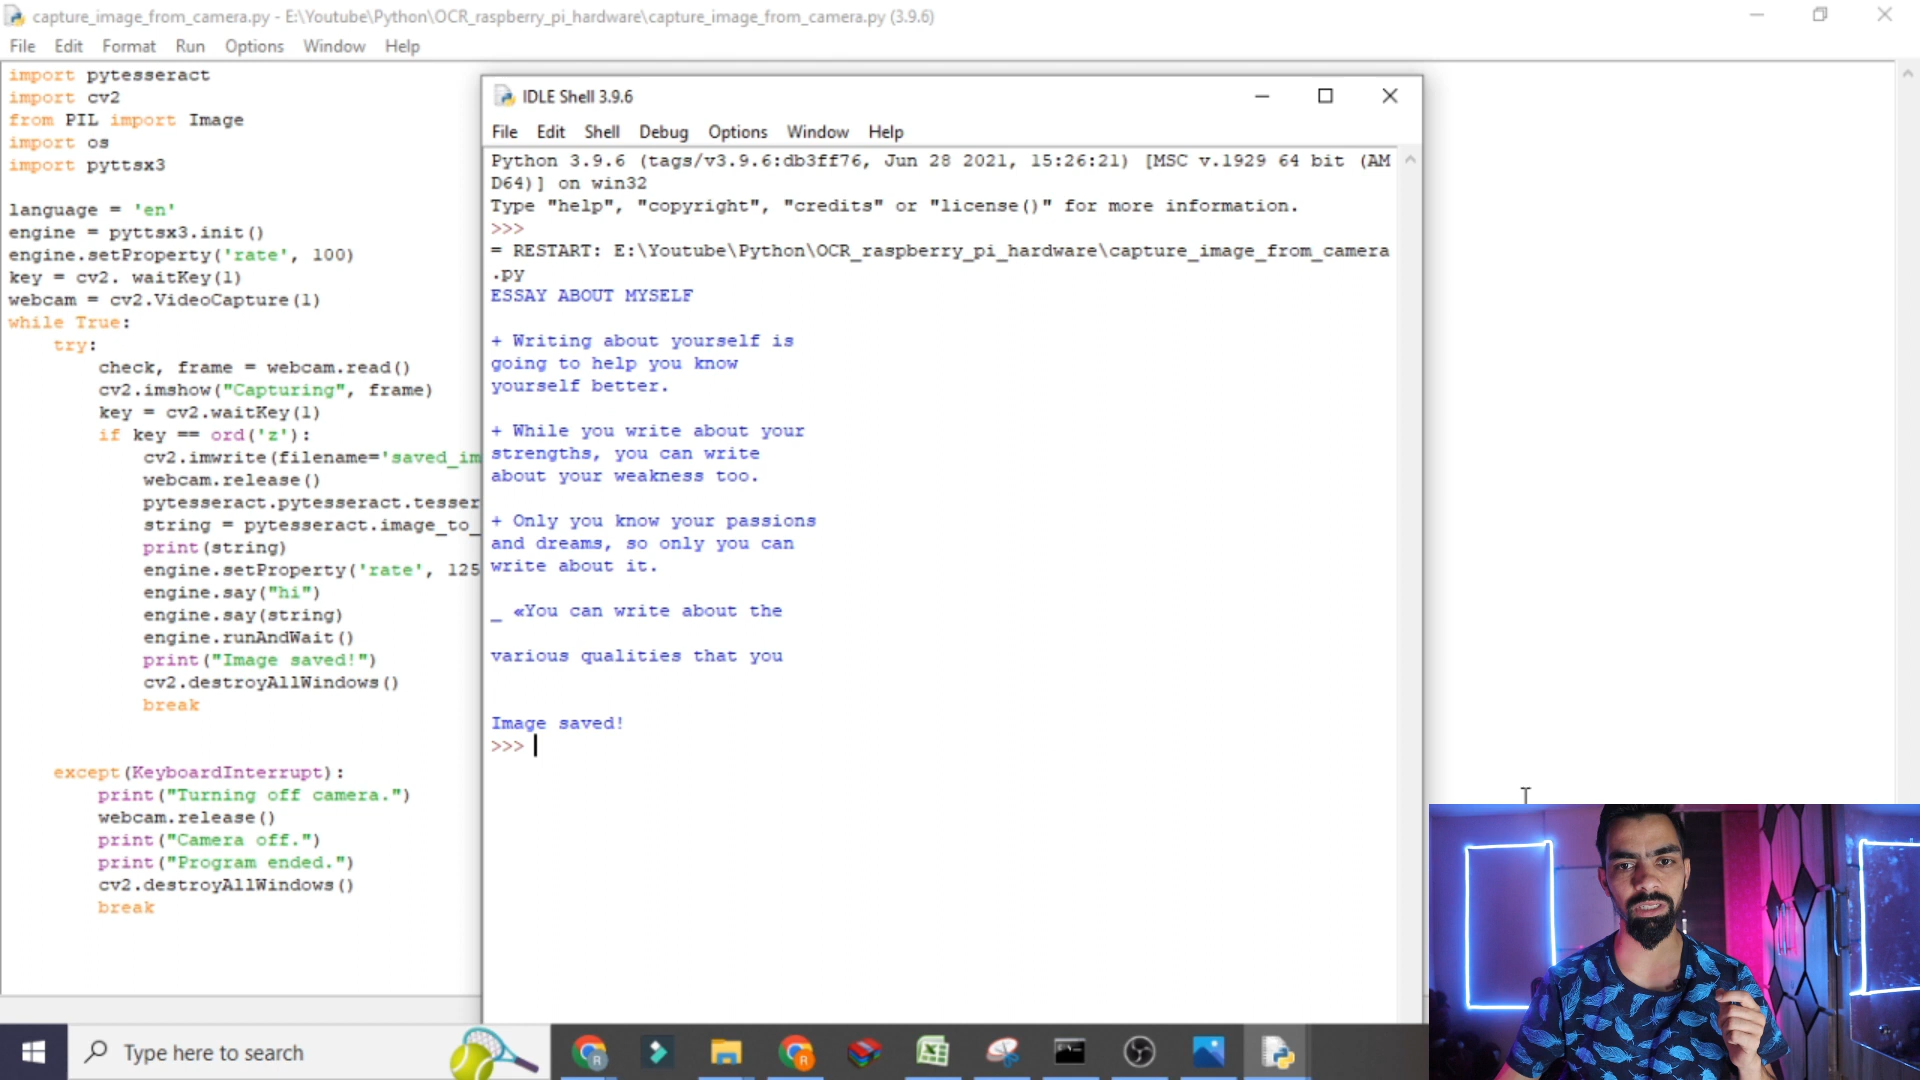 capture_image_from_camera.py - E:\Youtube\Python\OCR_raspberry_pi_hardware\capture_image_from_camera.py (3.9.6)
File Edit Format Run Options Window Help
import pytesseract
import cv2
from PIL import Image
import os
import pyttsx3
language = 'en'
engine = pyttsx3.init()
engine.setProperty('rate', 100)
key = cv2. waitKey(1)
webcam = cv2.VideoCapture(1)
while True:
try:
check, frame = webcam.read()
cv2.imshow("Capturing", frame)
key = cv2.waitKey(1)
if key == ord('z'):
cv2.imwrite(filename='saved_im
webcam.release()
pytesseract.pytesseract.tesser
string = pytesseract.image_to_
print(string)
engine.setProperty('rate', 125
engine.say("hi")
engine.say(string)
engine.runAndWait()
print("Image saved!")
cv2.destroyAllWindows()
break
except(KeyboardInterrupt):
print("Turning off camera.")
webcam.release()
print("Camera off.")
print("Program ended.")
cv2.destroyAllWindows()
break
IDLE Shell 3.9.6
File Edit Shell Debug Options Window Help
Python 3.9.6 (tags/v3.9.6:db3ff76, Jun 28 2021, 15:26:21) [MSC v.1929 64 bit (AM
D64)] on win32
Type "help", "copyright", "credits" or "license()" for more information.
>>>
= RESTART: E:\Youtube\Python\OCR_raspberry_pi_hardware\capture_image_from_camera
.py
ESSAY ABOUT MYSELF
+ Writing about yourself is
going to help you know
yourself better.
+ While you write about your
strengths, you can write
about your weakness too.
+ Only you know your passions
and dreams, so only you can
write about it.
_ «You can write about the
various qualities that you
Image saved!
>>>
Type here to search